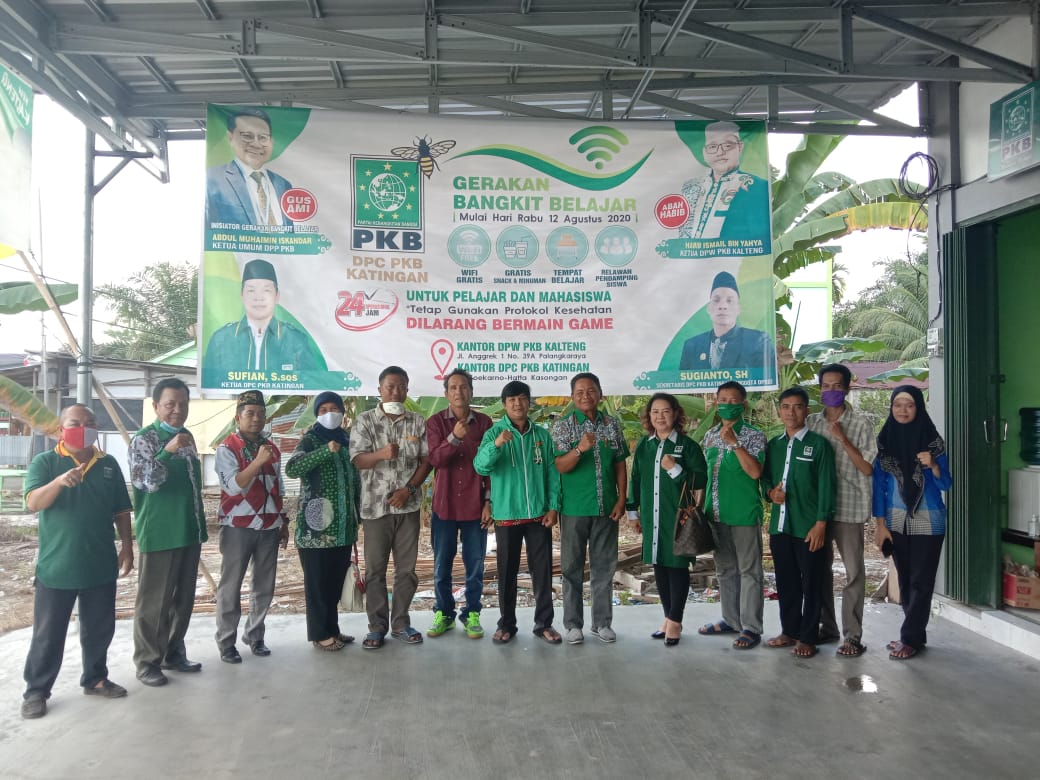 GUS
AMI
INISIATOR GERAKAN BANGKIT BELAJAR
ABDUL MUHAIMIN ISKANDAR
KETUA UMUM DPP PKB
PARTAI KEBANGKITAN BANGSA
PKB
DPC PKB
KATINGAN
GERAKAN
BANGKIT BELAJAR
Mulai Hari Rabu 12 Agustus 2020
WIFI
GRATIS
GRATIS
SNACK & MINUMAN
TEMPAT
BELAJAR
RELAWAN
PENDAMPING
SISWA
ABAH
HABIB
HABIB ISMAIL BIN YAHYA
KETUA DPW PKB KALTENG
24
JAM
UNTUK PELAJAR DAN MAHASISWA
*Tetap Gunakan Protokol Kesehatan
DILARANG BERMAIN GAME
KANTOR DPW PKB KALTENG
Jl. Anggrek 1 No. 39A Palangkaraya
KANTOR DPC PKB KATINGAN
Soekarno-Hatta Kasongan
SUFIAN, S.sos
KETUA DPC PKB KATINGAN
SUGIANTO, SH
SEKRETARIS DPC PKB KATINGAN
PKB